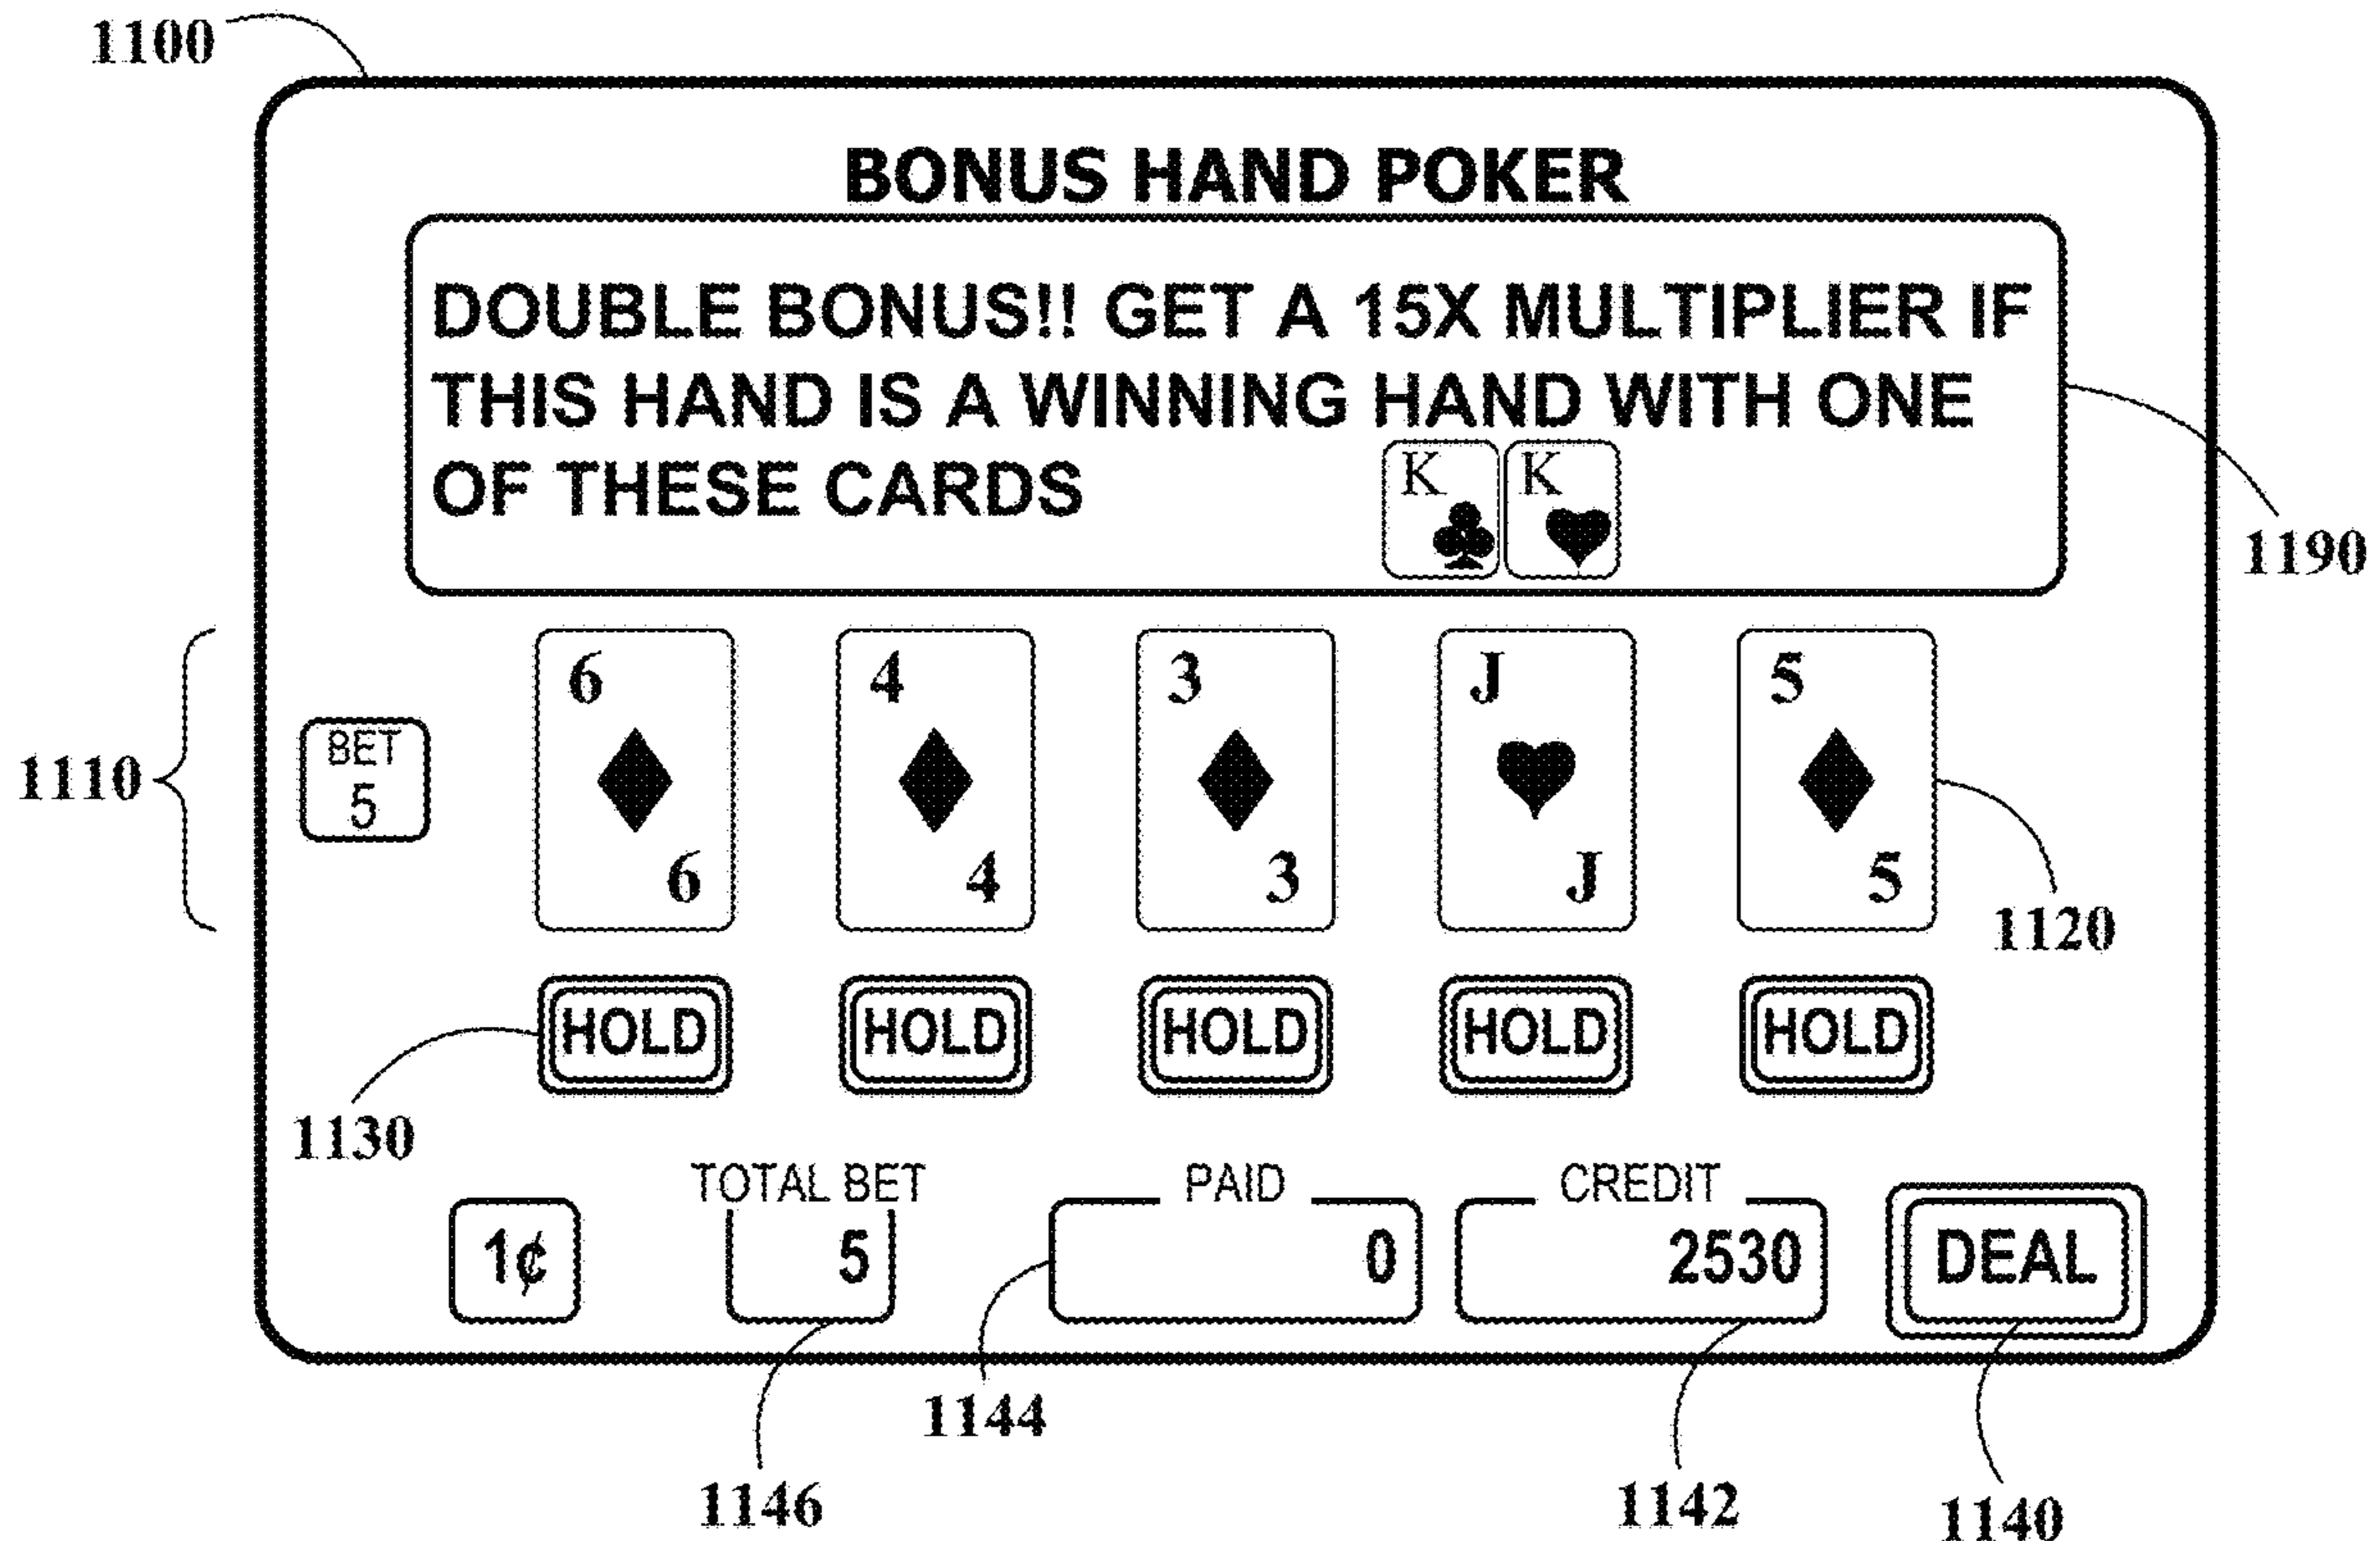 1100
BONUS HAND POKER
DOUBLE BONUS!! GET A 15X MULTIPLIER IF
THIS HAND IS A WINNING HAND WITH ONE
OF THESE CARDS K K
1190
6 4 3 J 5
1110
BET
5
6 4 3 J 5
1120
HOLD HOLD HOLD HOLD HOLD
1130
TOTAL BET PAID CREDIT
1¢ 5 0 2530 DEAL
1144
1146 1142 1140